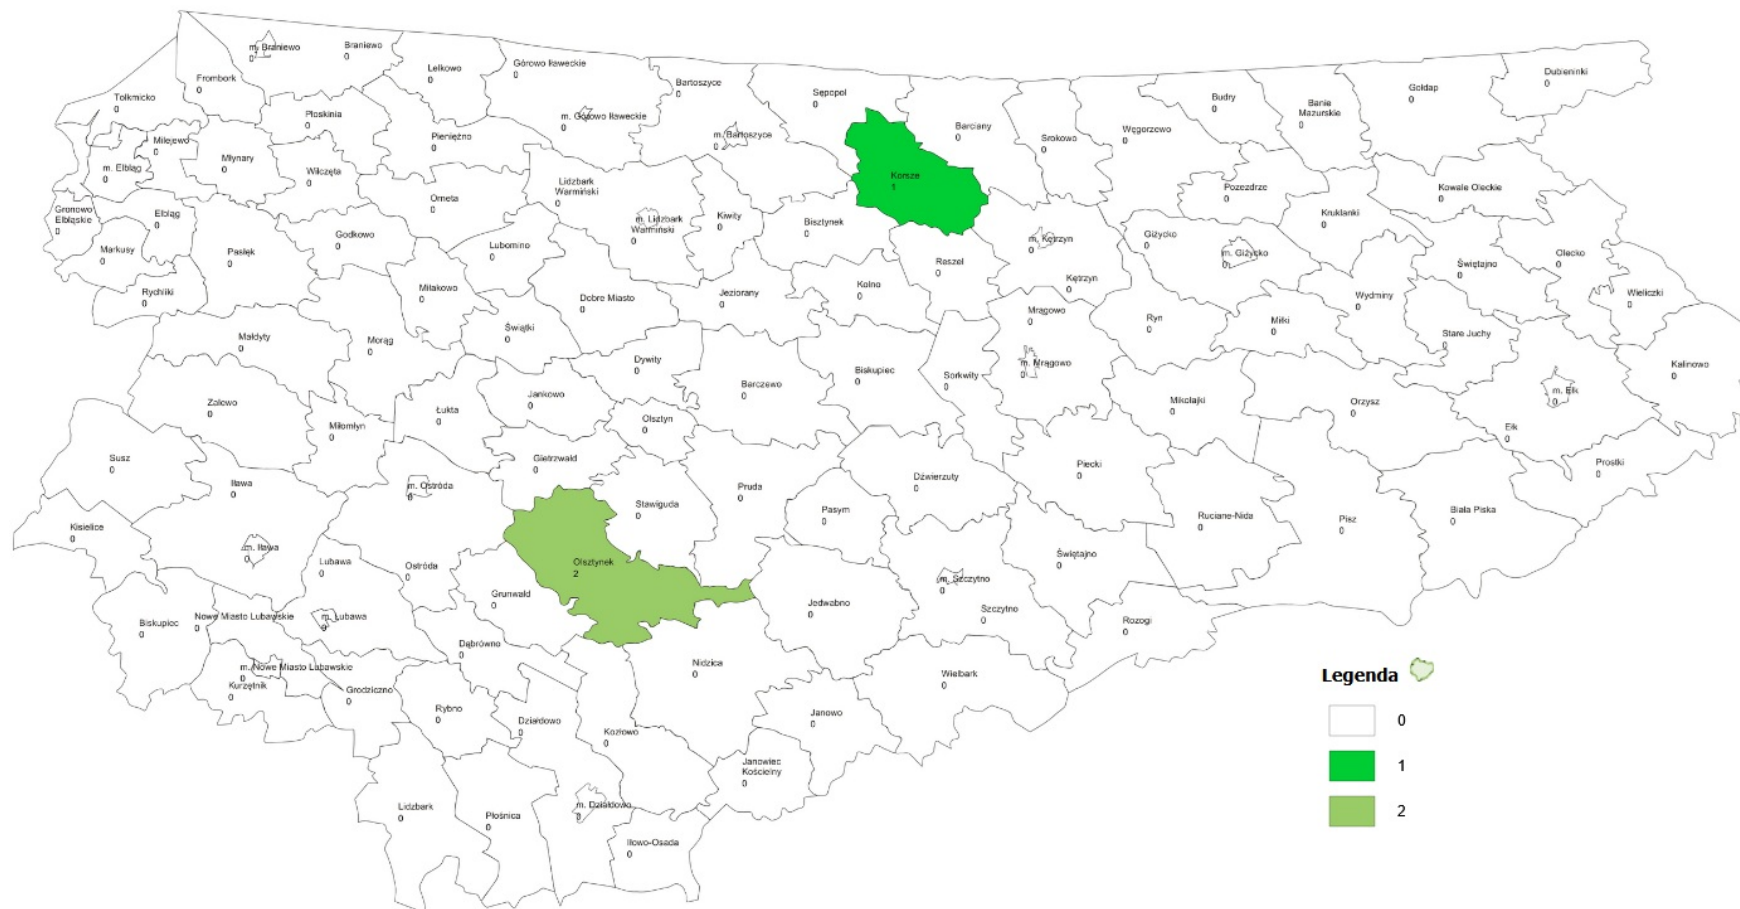 m. Braniewo
0
Braniewo
0
Lelkowo
0
Górowo Iławeckie
0
Frombork
0
Tolkmicko
0
Płoskinia
0
m. Górowo Iławeckie
0
Bartoszyce
0
m. Bartoszyce
0
Sępopol
0
Barciany
0
Srokowo
0
Węgorzewo
0
Budry
0
Banie
Mazurskie
0
Gołdap
0
Dubeninki
0
Milejewo
0
m. Elbląg
0
Młynary
0
Wilczęta
0
Pieniężno
0
Orneta
0
Lidzbark
Warmiński
0
m. Lidzbark
Warmiński
0
Kiwity
0
Bisztynek
0
Korsze
1
Pozezdrze
0
Kowale Oleckie
0
Gronowo
Elbląskie
0
Elbląg
0
Markusy
0
Pasłęk
0
Godkowo
0
Lubomino
0
Reszel
0
m. Kętrzyn
0
Kętrzyn
0
Giżycko
0
m. Giżycko
0
Kruklanki
0
Świętajno
0
Olecko
0
Wieliczki
0
Rychliki
0
Miłakowo
0
Dobre Miasto
0
Jeziorany
0
Kolno
0
Mrągowo
0
Ryn
0
Miłki
0
Wydminy
0
Stare Juchy
0
Małdyty
0
Morąg
0
Świątki
0
Dywity
0
Barczewo
0
Biskupiec
0
Sorkwity
0
m. Mrągowo
0
Mikołajki
0
Orzysz
0
m. Ełk
0
Kalinowo
0
Zalewo
0
Miłomłyn
0
Łukta
0
Jankowo
0
Olsztyn
0
Ełk
0
Susz
0
Iława
0
m. Ostróda
0
Gietrzwałd
0
Stawiguda
0
Pruda
0
Pasym
0
Dźwierzuty
0
Piecki
0
Ruciane-Nida
0
Pisz
0
Biała Piska
0
Prostki
0
Kisielice
0
m. Iława
0
Lubawa
0
Ostróda
0
Grunwałd
0
Olsztynek
2
Jedwabno
0
m. Szczytno
0
Szczytno
0
Świętajno
0
Rozogi
0
Biskupiec
0
Nowe Miasto Lubawskie
0
m. Lubawa
0
Dąbrówno
0
m. Nowe Miasto Lubawskie
0
Kurzętnik
0
Grodziczno
0
Rybno
0
Działdowo
0
Kozłowo
0
Nidzica
0
Janowo
0
Wielbark
0
Janowiec
Kościelny
0
Lidzbark
0
Płośnica
0
m. Działdowo
0
Iłowo-Osada
0
Legenda
0
1
2